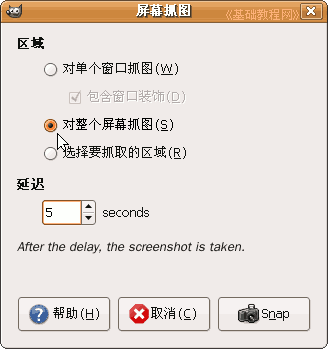 屏幕抓图
《基础教程网》
区域
对单个窗口抓图(W)
包含窗口装饰(D)
对整个屏幕抓图(S)
选择要抓取的区域(R)
延迟
5 seconds
After the delay, the screenshot is taken.
帮助(H) 取消(C) Snap